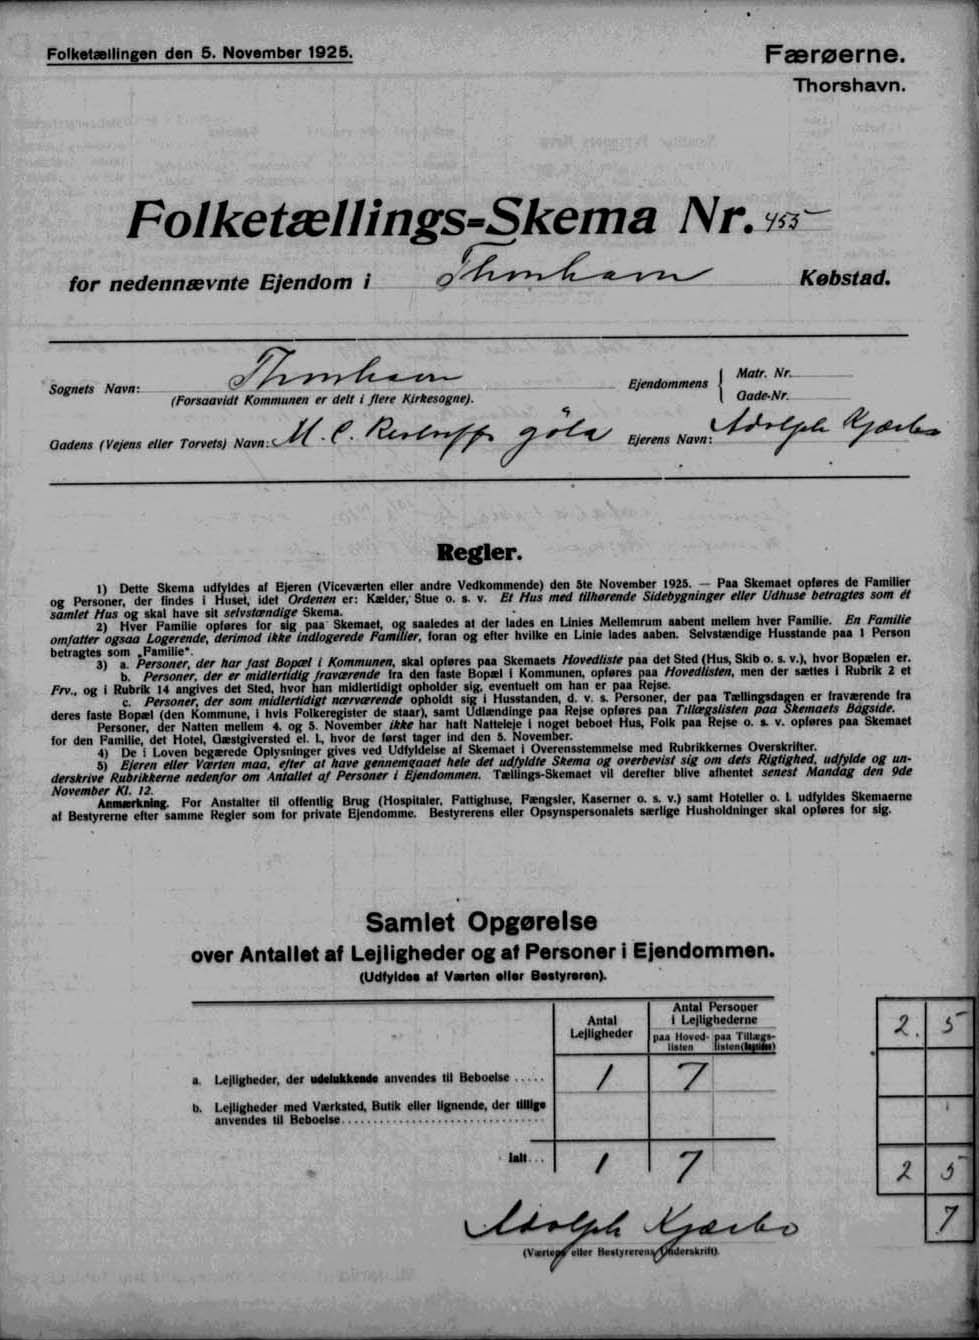 Folketællingen den 5. November 1925.
Færøerne.
Thorshavn.
Folketællings-Skema Nr. 455
for nedennævnte Ejendom i Thorshavn Købstad.
Sognets Navn: Thorshavn
(Forsaavidt Kommunen er delt i flere Kirkesogne).
Ejendommens { Matr. Nr.
Gade-Nr.
Gadens (Vejens eller Torvets) Navn: M. C. Restorffs gøta Ejerens Navn: Adolph Kjærbo
Regler.
1) Dette Skema udfyldes af Ejeren (Viceværten eller andre Vedkommende) den 5te November 1925. — Paa Skemaet opføres de Familier
og Personer, der findes i Huset, idet Ordenen er: Kælder, Stue o. s. v. Et Hus med tilhørende Sidebygninger eller Udhuse betragtes som ét
samlet Hus og skal have sit selvstændige Skema.
2) Hver Familie opføres for sig paa Skemaet, og saaledes at der lades en Linies Mellemrum aabent mellem hver Familie. En Familie
omfatter ogsaa Logerende, derimod ikke indlogerede Familier, foran og efter hvilke en Linie lades aaben. Selvstændige Husstande paa 1 Person
betragtes som „Familie“.
3) a. Personer, der har fast Bopæl i Kommunen, skal opføres paa Skemaets Hovedliste paa det Sted (Hus, Skib o. s. v.), hvor Bopælen er.
b. Personer, der er midlertidig fraværende fra den faste Bopæl i Kommunen, opføres paa Hovedlisten, men der sættes i Rubrik 2 et
Frv., og i Rubrik 14 angives det Sted, hvor han midlertidigt opholder sig, eventuelt om han er paa Rejse.
c. Personer, der som midlertidigt nærværende opholdt sig i Husstanden, d. v. s. Personer, der paa Tællingsdagen er fraværende fra
deres faste Bopæl (den Kommune, i hvis Folkeregister de staar), samt Udlændinge paa Rejse opføres paa Tillægslisten paa Skemaets Bagside.
Personer, der Natten mellem 4. og 5. November ikke har haft Natteleje i noget beboet Hus, Folk paa Rejse o. s. v. opføres paa Skemaet
for den Familie, det Hotel, Gæstgiversted el. l., hvor de først tager ind den 5. November.
4) De i Loven begærede Oplysninger gives ved Udfyldelse af Skemaet i Overensstemmelse med Rubrikkernes Overskrifter.
5) Ejeren eller Værten maa, efter at have gennemgaaet hele det udfyldte Skema og overbevist sig om dets Rigtighed, udfylde og un-
derskrive Rubrikkerne nedenfor om Antallet af Personer i Ejendommen. Tællings-Skemaet vil derefter blive afhentet senest Mandag den 9de
November Kl. 12.
Anmærkning. For Anstalter til offentlig Brug (Hospitaler, Fattighuse, Fængsler, Kaserner o. s. v.) samt Hoteller o. l. udfyldes Skemaerne
af Bestyrerne efter samme Regler som for private Ejendomme. Bestyrerens eller Opsynspersonalets særlige Husholdninger skal opføres for sig.
Samlet Opgørelse
over Antallet af Lejligheder og af Personer i Ejendommen.
(Udfyldes af Værten eller Bestyreren).
Antal Lejligheder
Antal Personer i Lejlighederne
paa Hoved-listen
paa Tillægs-listen (bagsiden)
2. 5
a. Lejligheder, der udelukkende anvendes til Beboelse ..... 1 7
b. Lejligheder med Værksted, Butik eller lignende, der tillige
anvendes til Beboelse..............................
Ialt... 1 7
2 5
7
Adolph Kjærbo
(Værtens eller Bestyrerens Underskrift).